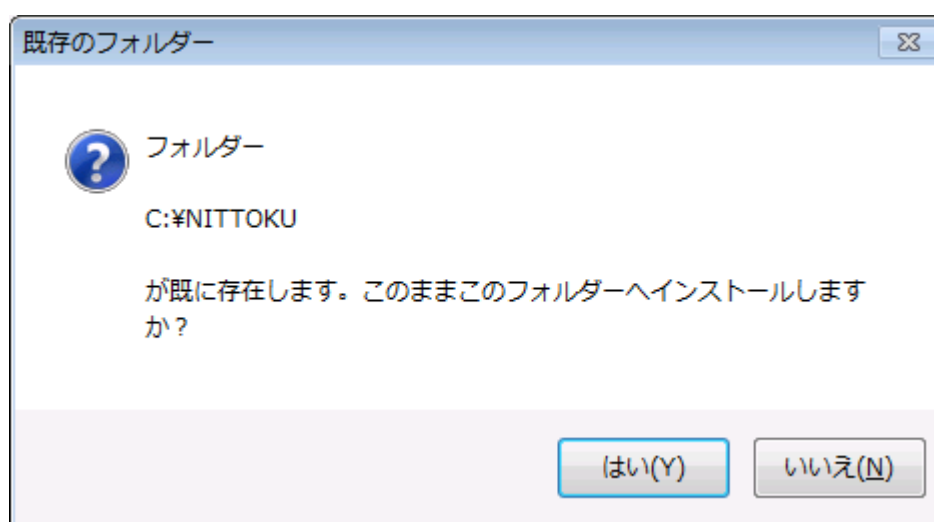 既存のフォルダー
フォルダー
C:¥NITTOKU
が既に存在します。このままこのフォルダーへインストールします
か？
はい(Y)
いいえ(N)